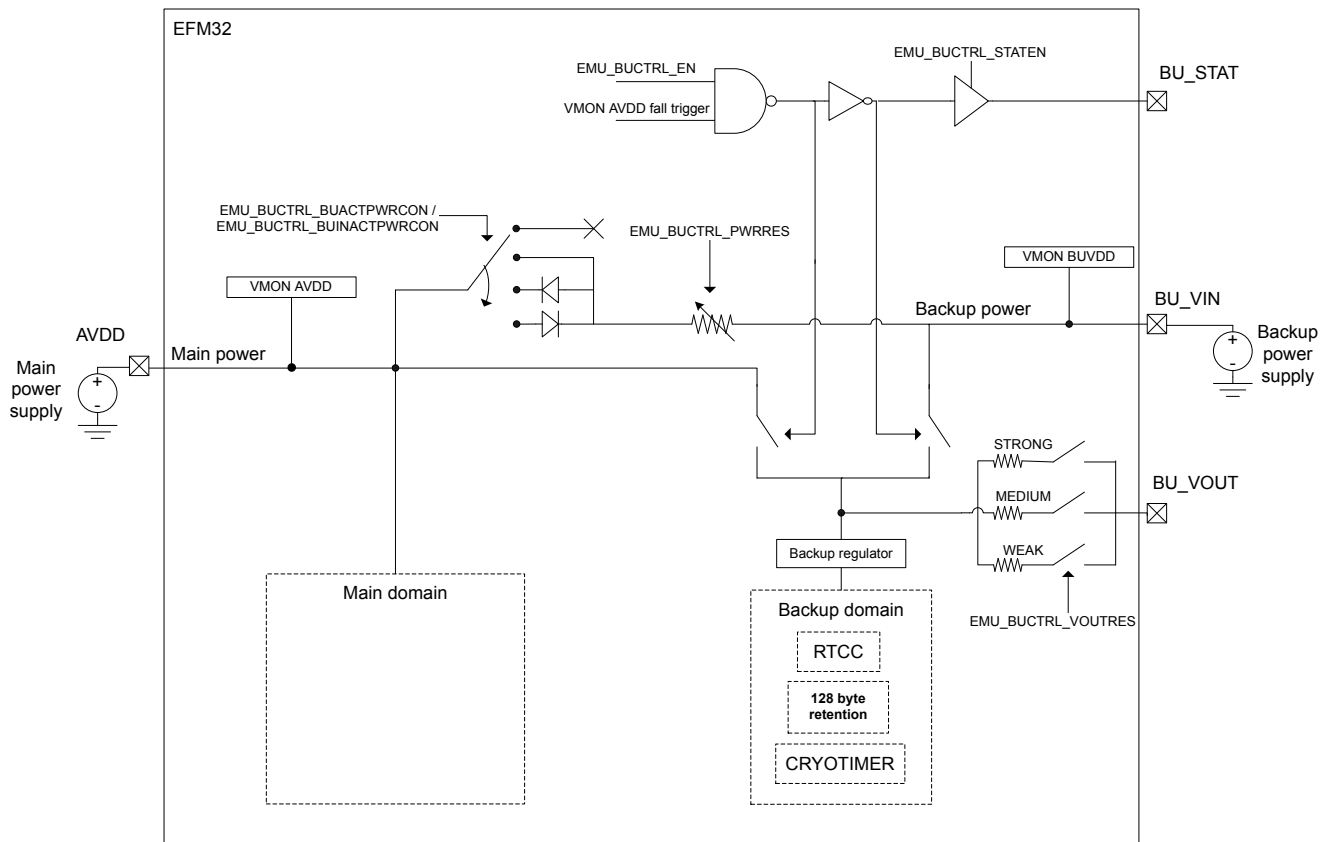 EFM32
EMU_BUCTRL_STATEN
BU_STAT
EMU_BUCTRL_EN
VMON AVDD fall trigger
EMU_BUCTRL_BUACTPWRCON /
EMU_BUCTRL_BUINACTPWRCON
EMU_BUCTRL_PWRRES
VMON BUVDD
VMON AVDD
Backup power
BU_VIN
AVDD
Main power
+
-
Main
power
supply
+
-
Backup
power
supply
STRONG
MEDIUM
WEAK
BU_VOUT
Backup regulator
EMU_BUCTRL_VOUTRES
Main domain
Backup domain
RTCC
128 byte
retention
CRYOTIMER